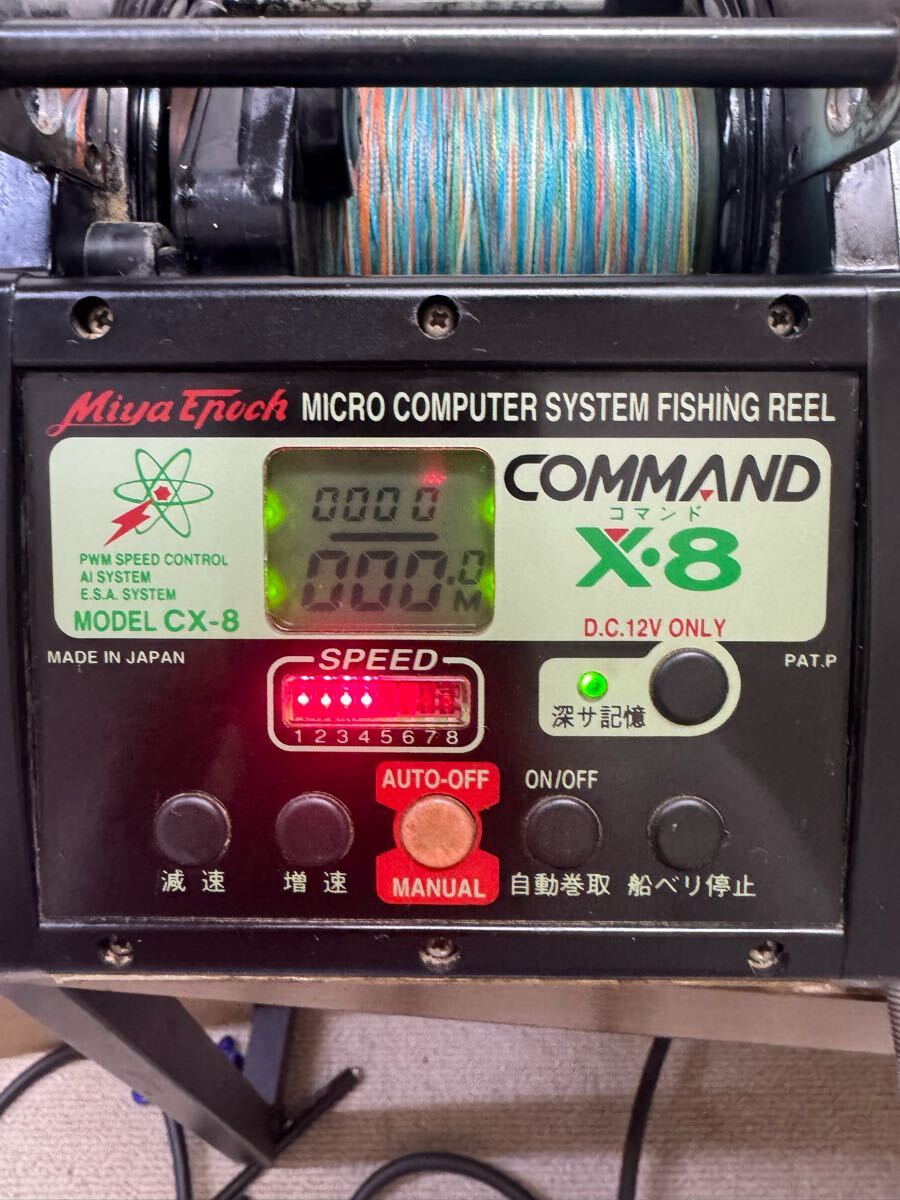 Miya Epoch MICRO COMPUTER SYSTEM FISHING REEL
PWM SPEED CONTROL
AI SYSTEM
E.S.A. SYSTEM
MODEL CX-8
0000
000.0
M
COMMAND
コマンド
X・8
D.C.12V ONLY
MADE IN JAPAN
PAT.P
SPEED
1 2 3 4 5 6 7 8
深サ記憶
AUTO-OFF
MANUAL
ON/OFF
減速
増速
自動巻取
船ベリ停止